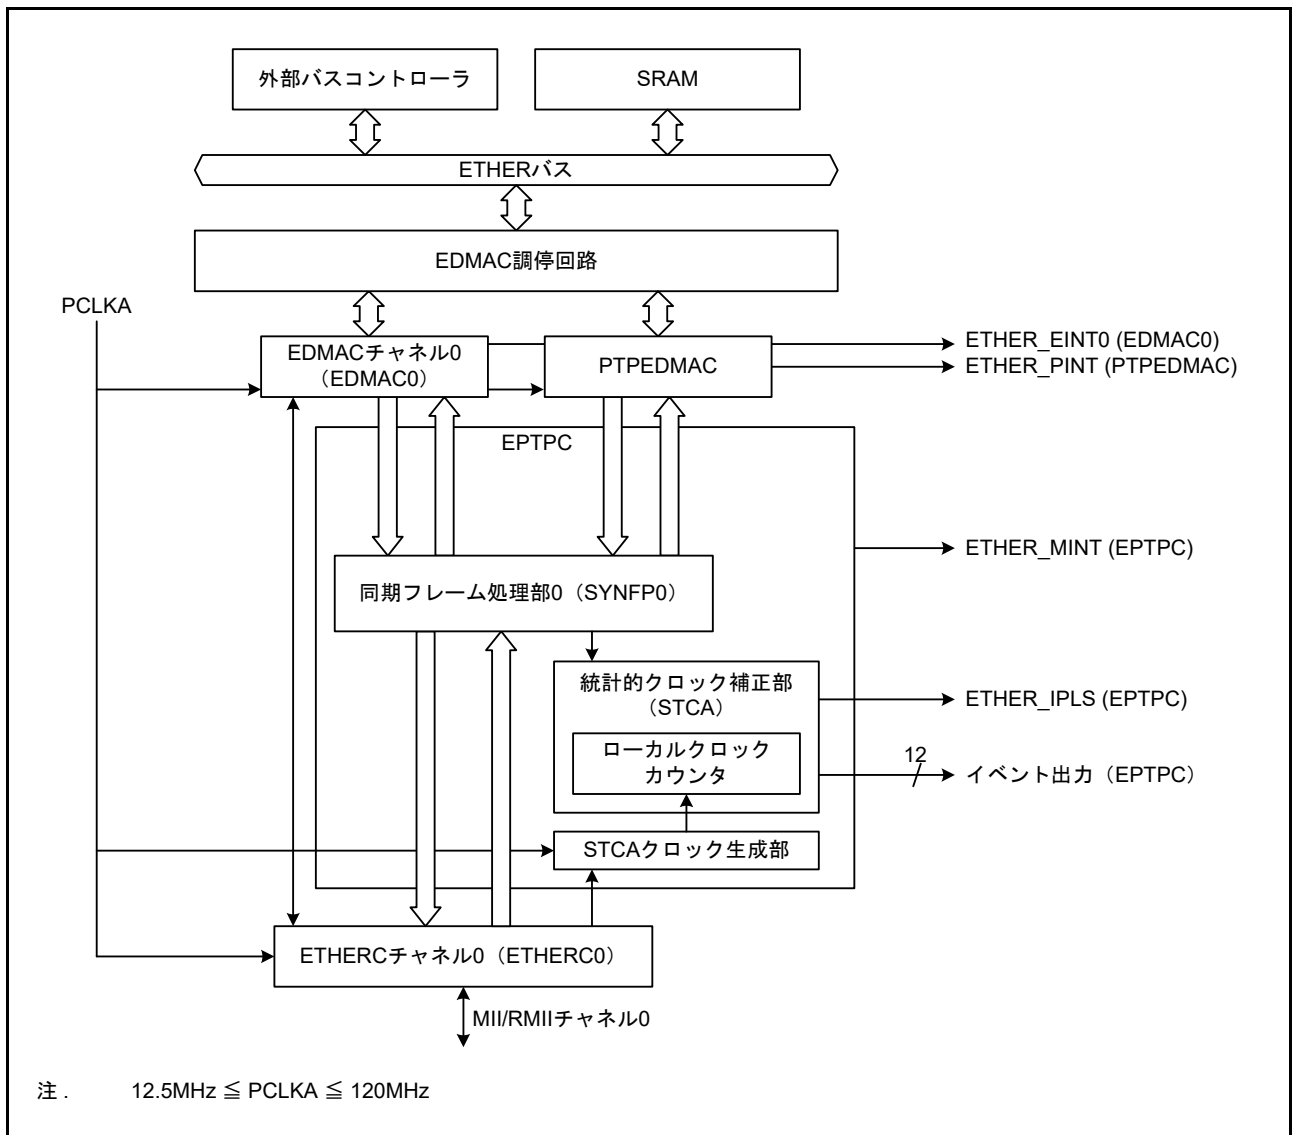 外部バスコントローラ
SRAM
ETHERバス
EDMAC調停回路
PCLKA
EDMACチャネル0
（EDMAC0）
PTPEDMAC
ETHER_EINT0 (EDMAC0)
ETHER_PINT (PTPEDMAC)
EPTPC
ETHER_MINT (EPTPC)
同期フレーム処理部0（SYNFP0）
統計的クロック補正部
（STCA）
ETHER_IPLS (EPTPC)
ローカルクロック
カウンタ
12
イベント出力（EPTPC）
STCAクロック生成部
ETHERCチャネル0（ETHERC0）
MII/RMIIチャネル0
注 . 12.5MHz ≦ PCLKA ≦ 120MHz